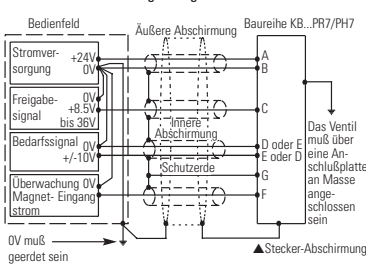 Bedienfeld
Äußere Abschirmung
Baureihe KB...PR7/PH7
Stromver-
sorgung
+24V
0V
A
B
Freigabe-
signal
0V
+8.5V
bis 36V
C
Innere
Abschirmung
Bedarfssignal
0V
+/-10V
D oder E
E oder D
Schutzerde
G
Überwachung 0V
Magnet- Eingang
strom
F
Das Ventil
muß über
eine An-
schlußplatte
an Masse
ange-
schlossen
sein
0V muß
geerdet sein
▲Stecker-Abschirmung